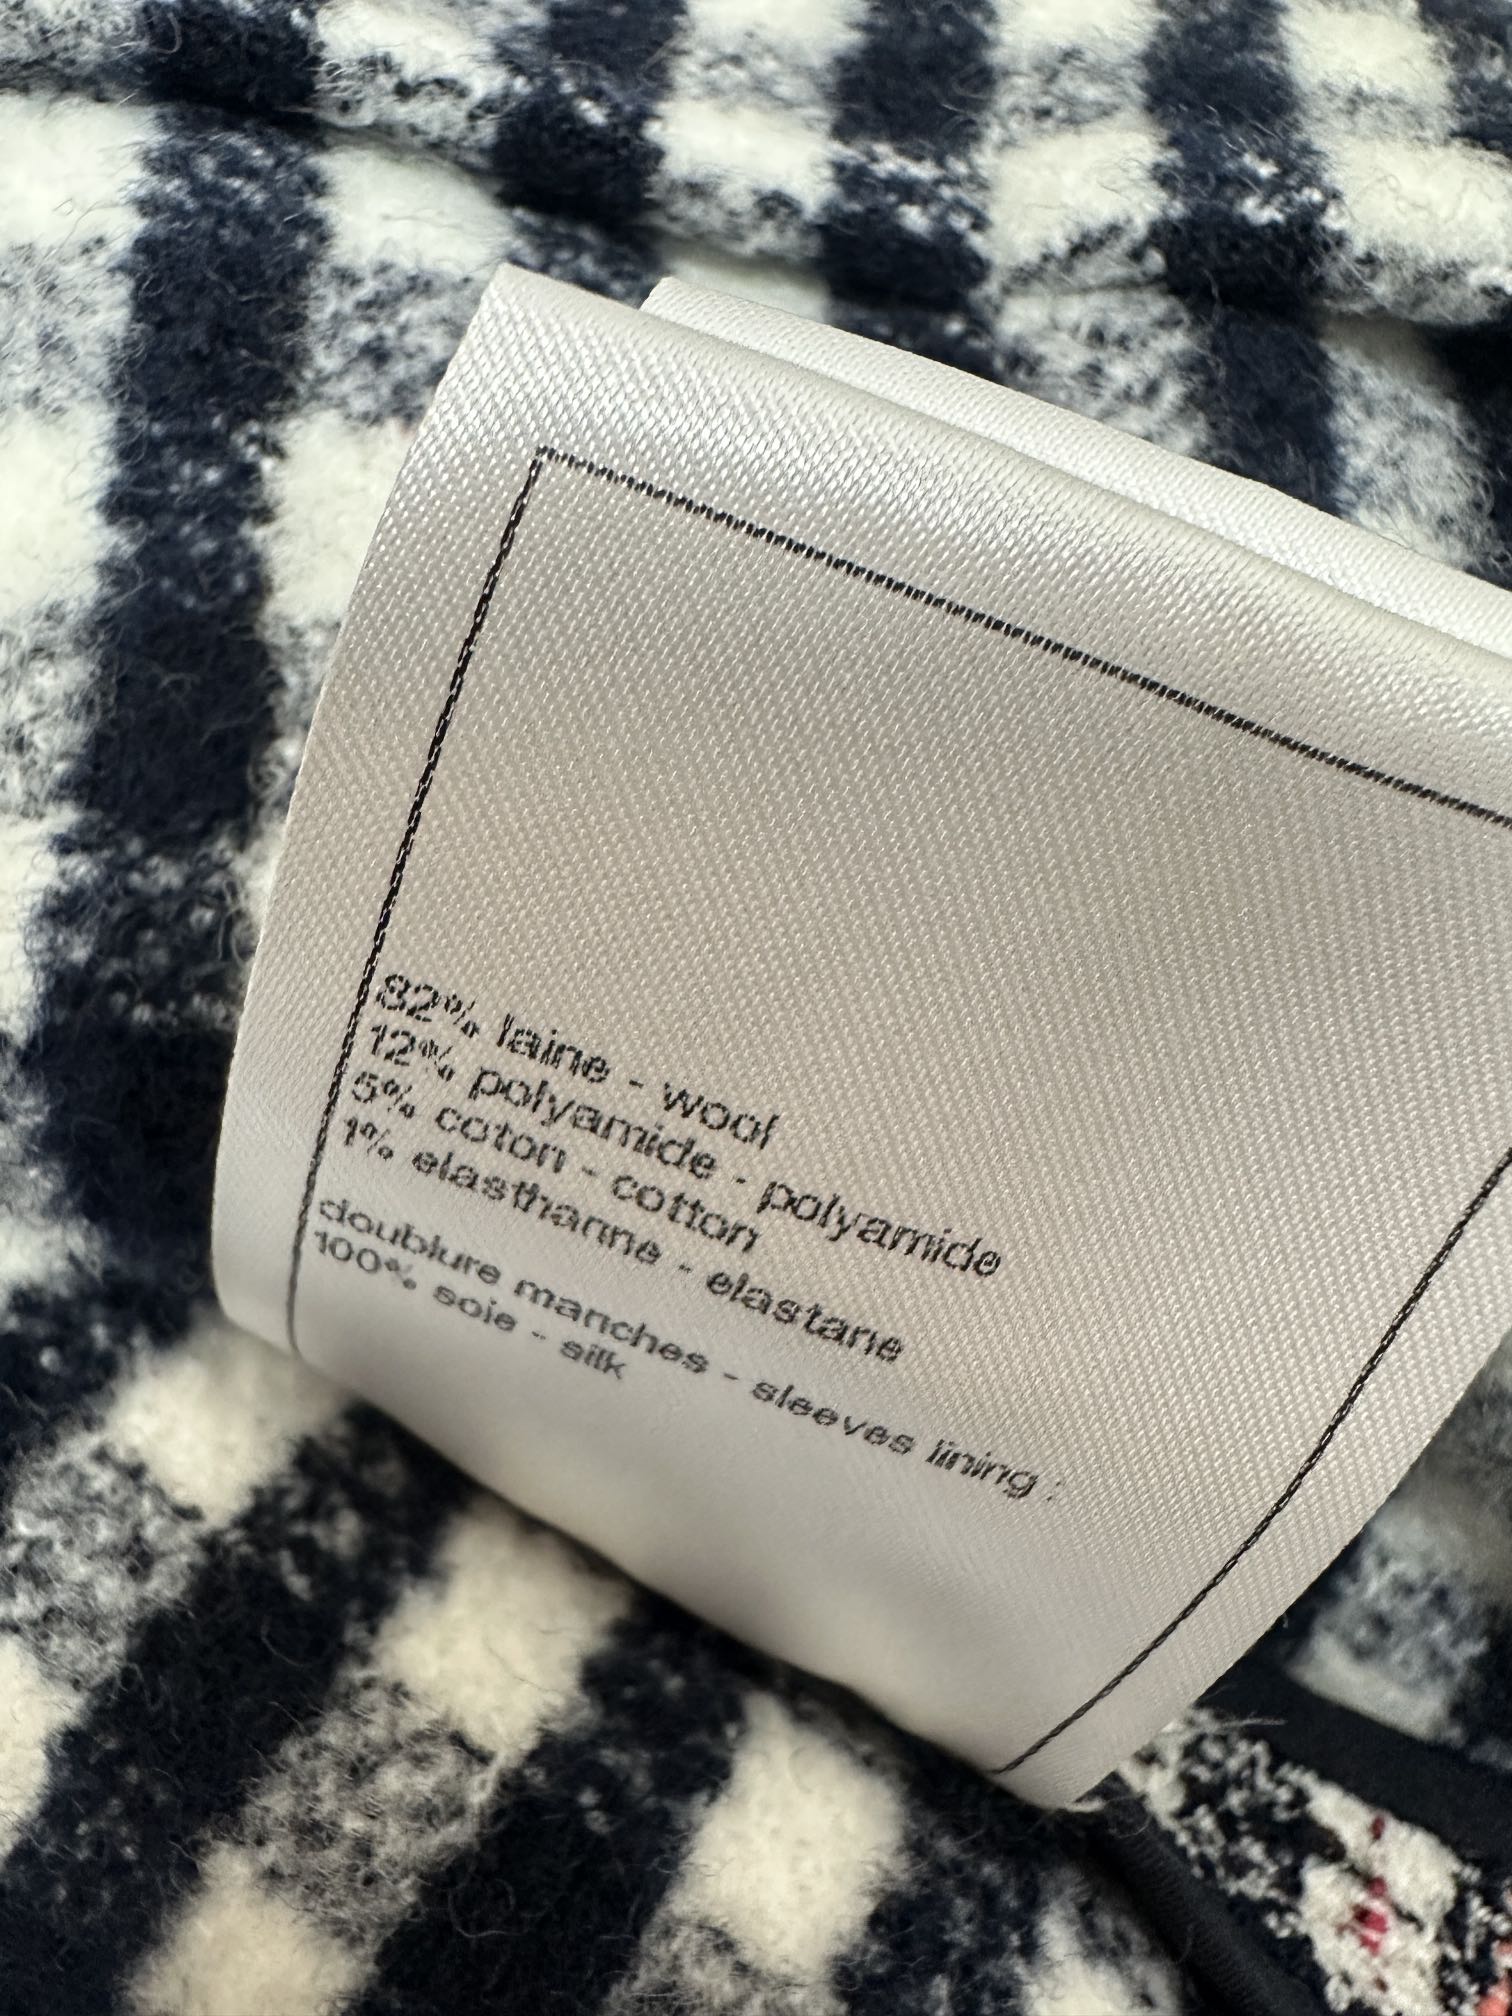 82% laine - wool
12% polyamide - polyamide
5% coton - cotton
1% elasthanne - elastane
doublure manches - sleeves lining :
100% soie - silk